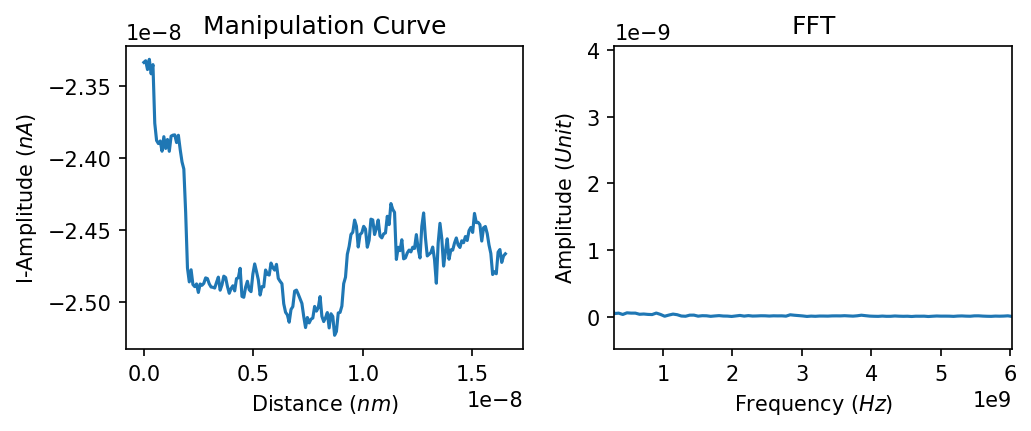 Manipulation Curve
1e−8
I-Amplitude (nA)
−2.35
−2.40
−2.45
−2.50
0.0 0.5 1.0 1.5
1e−8
Distance (nm)
FFT
1e−9
Amplitude (Unit)
4
3
2
1
0
1 2 3 4 5 6
1e9
Frequency (Hz)